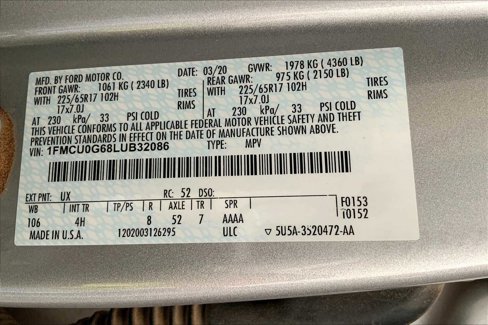 MFD. BY FORD MOTOR CO.
DATE: 03/20 GVWR: 1978 KG ( 4360 LB)
FRONT GAWR: 1061 KG ( 2340 LB) REAR GAWR: 975 KG ( 2150 LB)
WITH 225/65R17 102H TIRES WITH 225/65R17 102H TIRES
17x7.0J RIMS 17x7.0J RIMS
AT 230 kPa/ 33 PSI COLD AT 230 kPa/ 33 PSI COLD
THIS VEHICLE CONFORMS TO ALL APPLICABLE FEDERAL MOTOR VEHICLE SAFETY AND THEFT
PREVENTION STANDARDS IN EFFECT ON THE DATE OF MANUFACTURE SHOWN ABOVE.
VIN: 1FMCU0G68LUB32086 TYPE: MPV
EXT PNT: UX RC: 52 DSO:
WB INT TR TP/PS R AXLE TR SPR F0153
106 4H 8 52 7 AAAA T0152
MADE IN U.S.A. 1202003126295 ULC ▽ 5U5A-3520472-AA